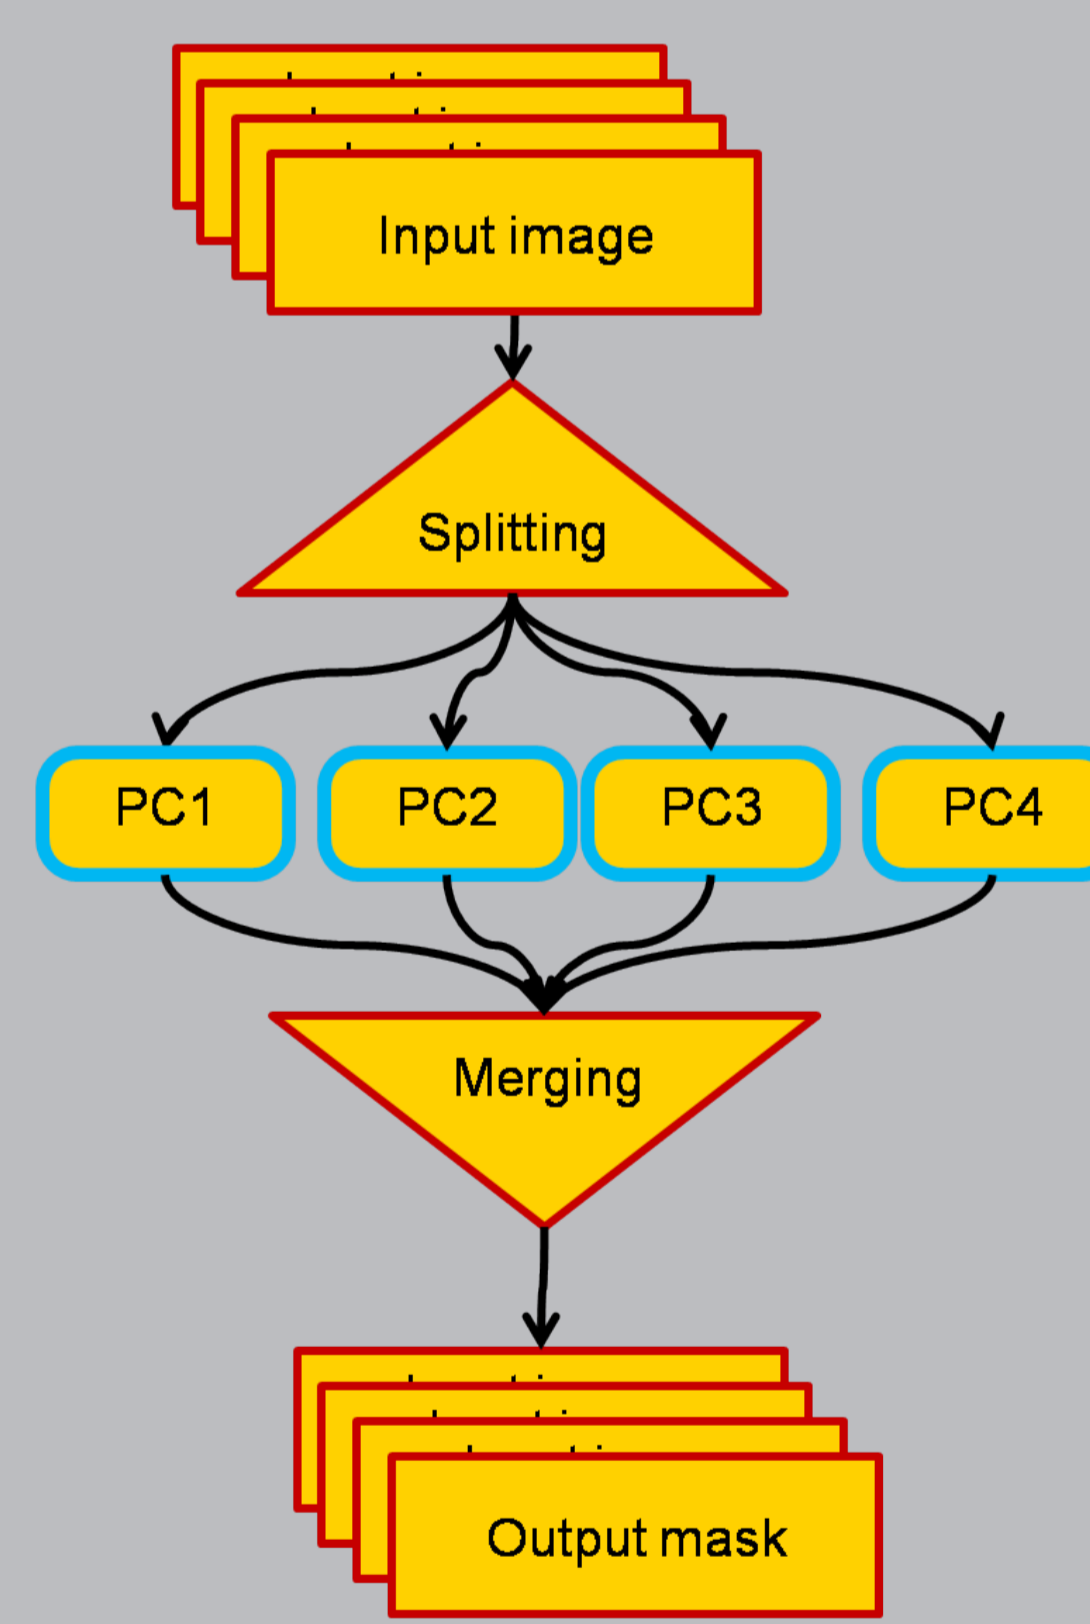 Input image
Splitting
PC1
PC2
PC3
PC4
Merging
Output mask